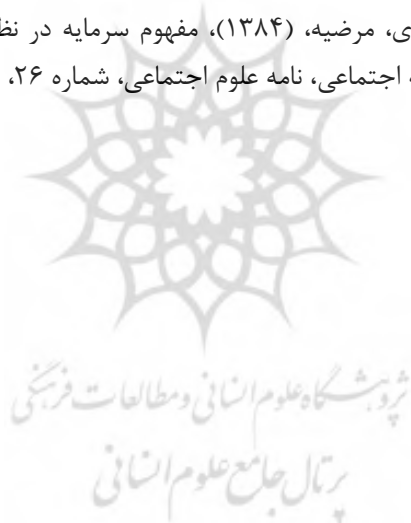 ی، مرضیه، (۱۳۸۴)، مفهوم سرمایه در نظ
اجتماعی، نامه علوم اجتماعی، شماره ۲۶،
پژوهشگاه علوم انسانی و مطالعات فرهنگی
پرتال جامع علوم انسانی